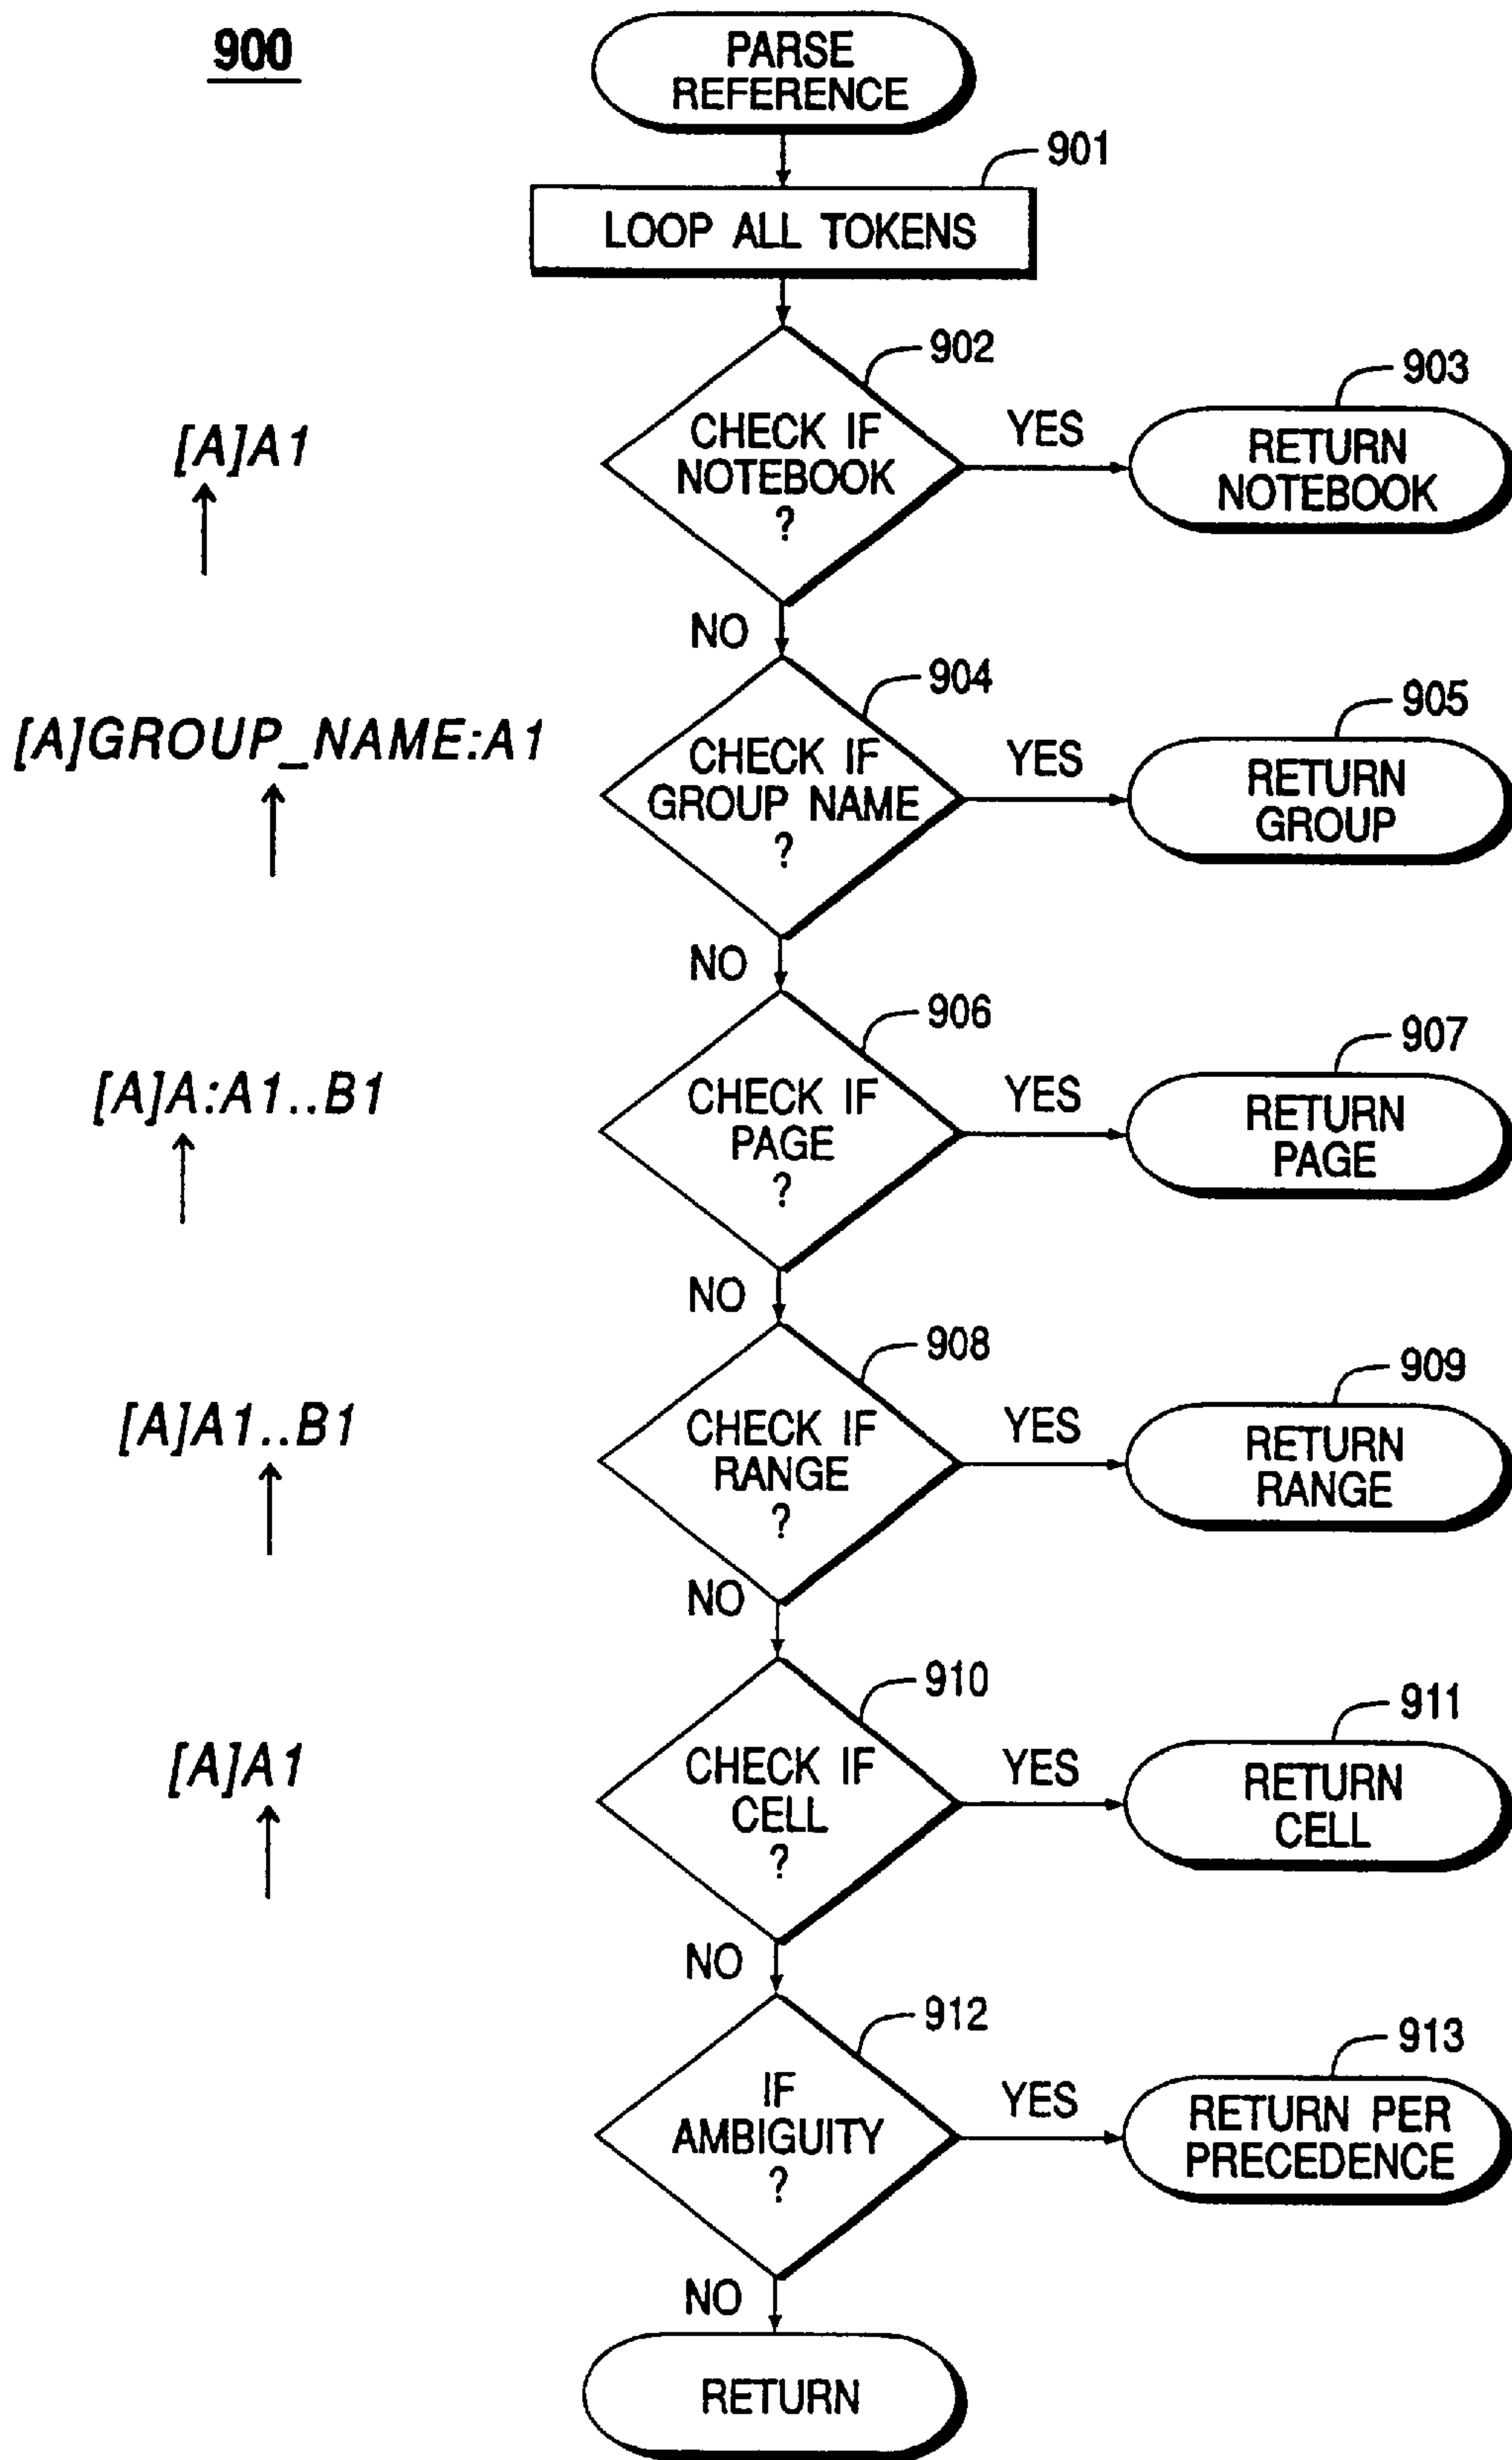 900
PARSE
REFERENCE
901
LOOP ALL TOKENS
902
903
[A]A1
CHECK IF
NOTEBOOK
?
YES
RETURN
NOTEBOOK
NO
904
905
[A]GROUP_NAME:A1
CHECK IF
GROUP NAME
?
YES
RETURN
GROUP
NO
906
907
[A]A:A1..B1
CHECK IF
PAGE
?
YES
RETURN
PAGE
NO
908
909
[A]A1..B1
CHECK IF
RANGE
?
YES
RETURN
RANGE
NO
910
911
[A]A1
CHECK IF
CELL
?
YES
RETURN
CELL
NO
912
913
IF
AMBIGUITY
?
YES
RETURN PER
PRECEDENCE
NO
RETURN